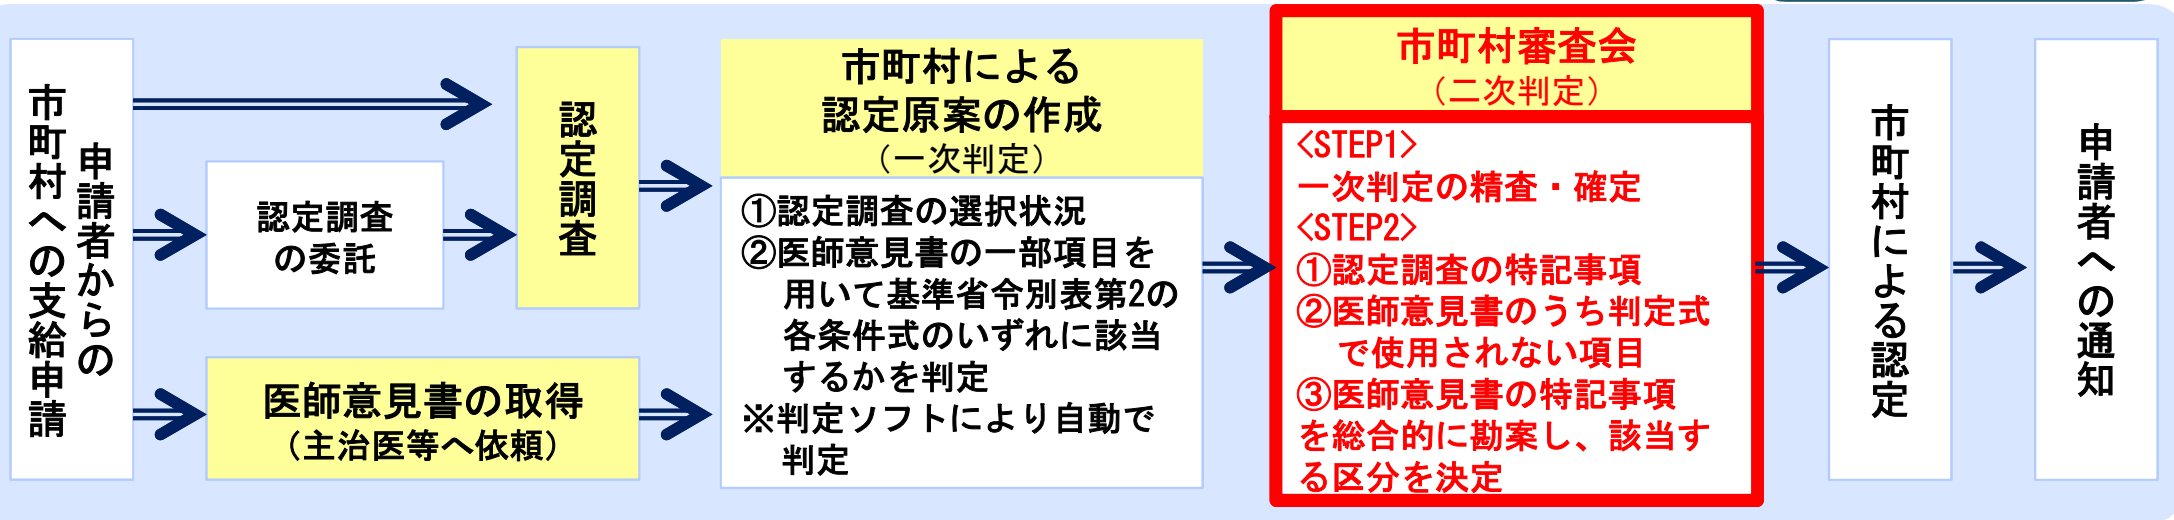 申請者からの
市町村への支給申請
認定調査
の委託
医師意見書の取得
（主治医等へ依頼）
認定調査
市町村による
認定原案の作成
（一次判定）
①認定調査の選択状況
②医師意見書の一部項目を
用いて基準省令別表第2の
各条件式のいずれに該当
するかを判定
※判定ソフトにより自動で
判定
市町村審査会
（二次判定）
<STEP1>
一次判定の精査・確定
<STEP2>
①認定調査の特記事項
②医師意見書のうち判定式
で使用されない項目
③医師意見書の特記事項
を総合的に勘案し、該当す
る区分を決定
市町村による認定
申請者への通知